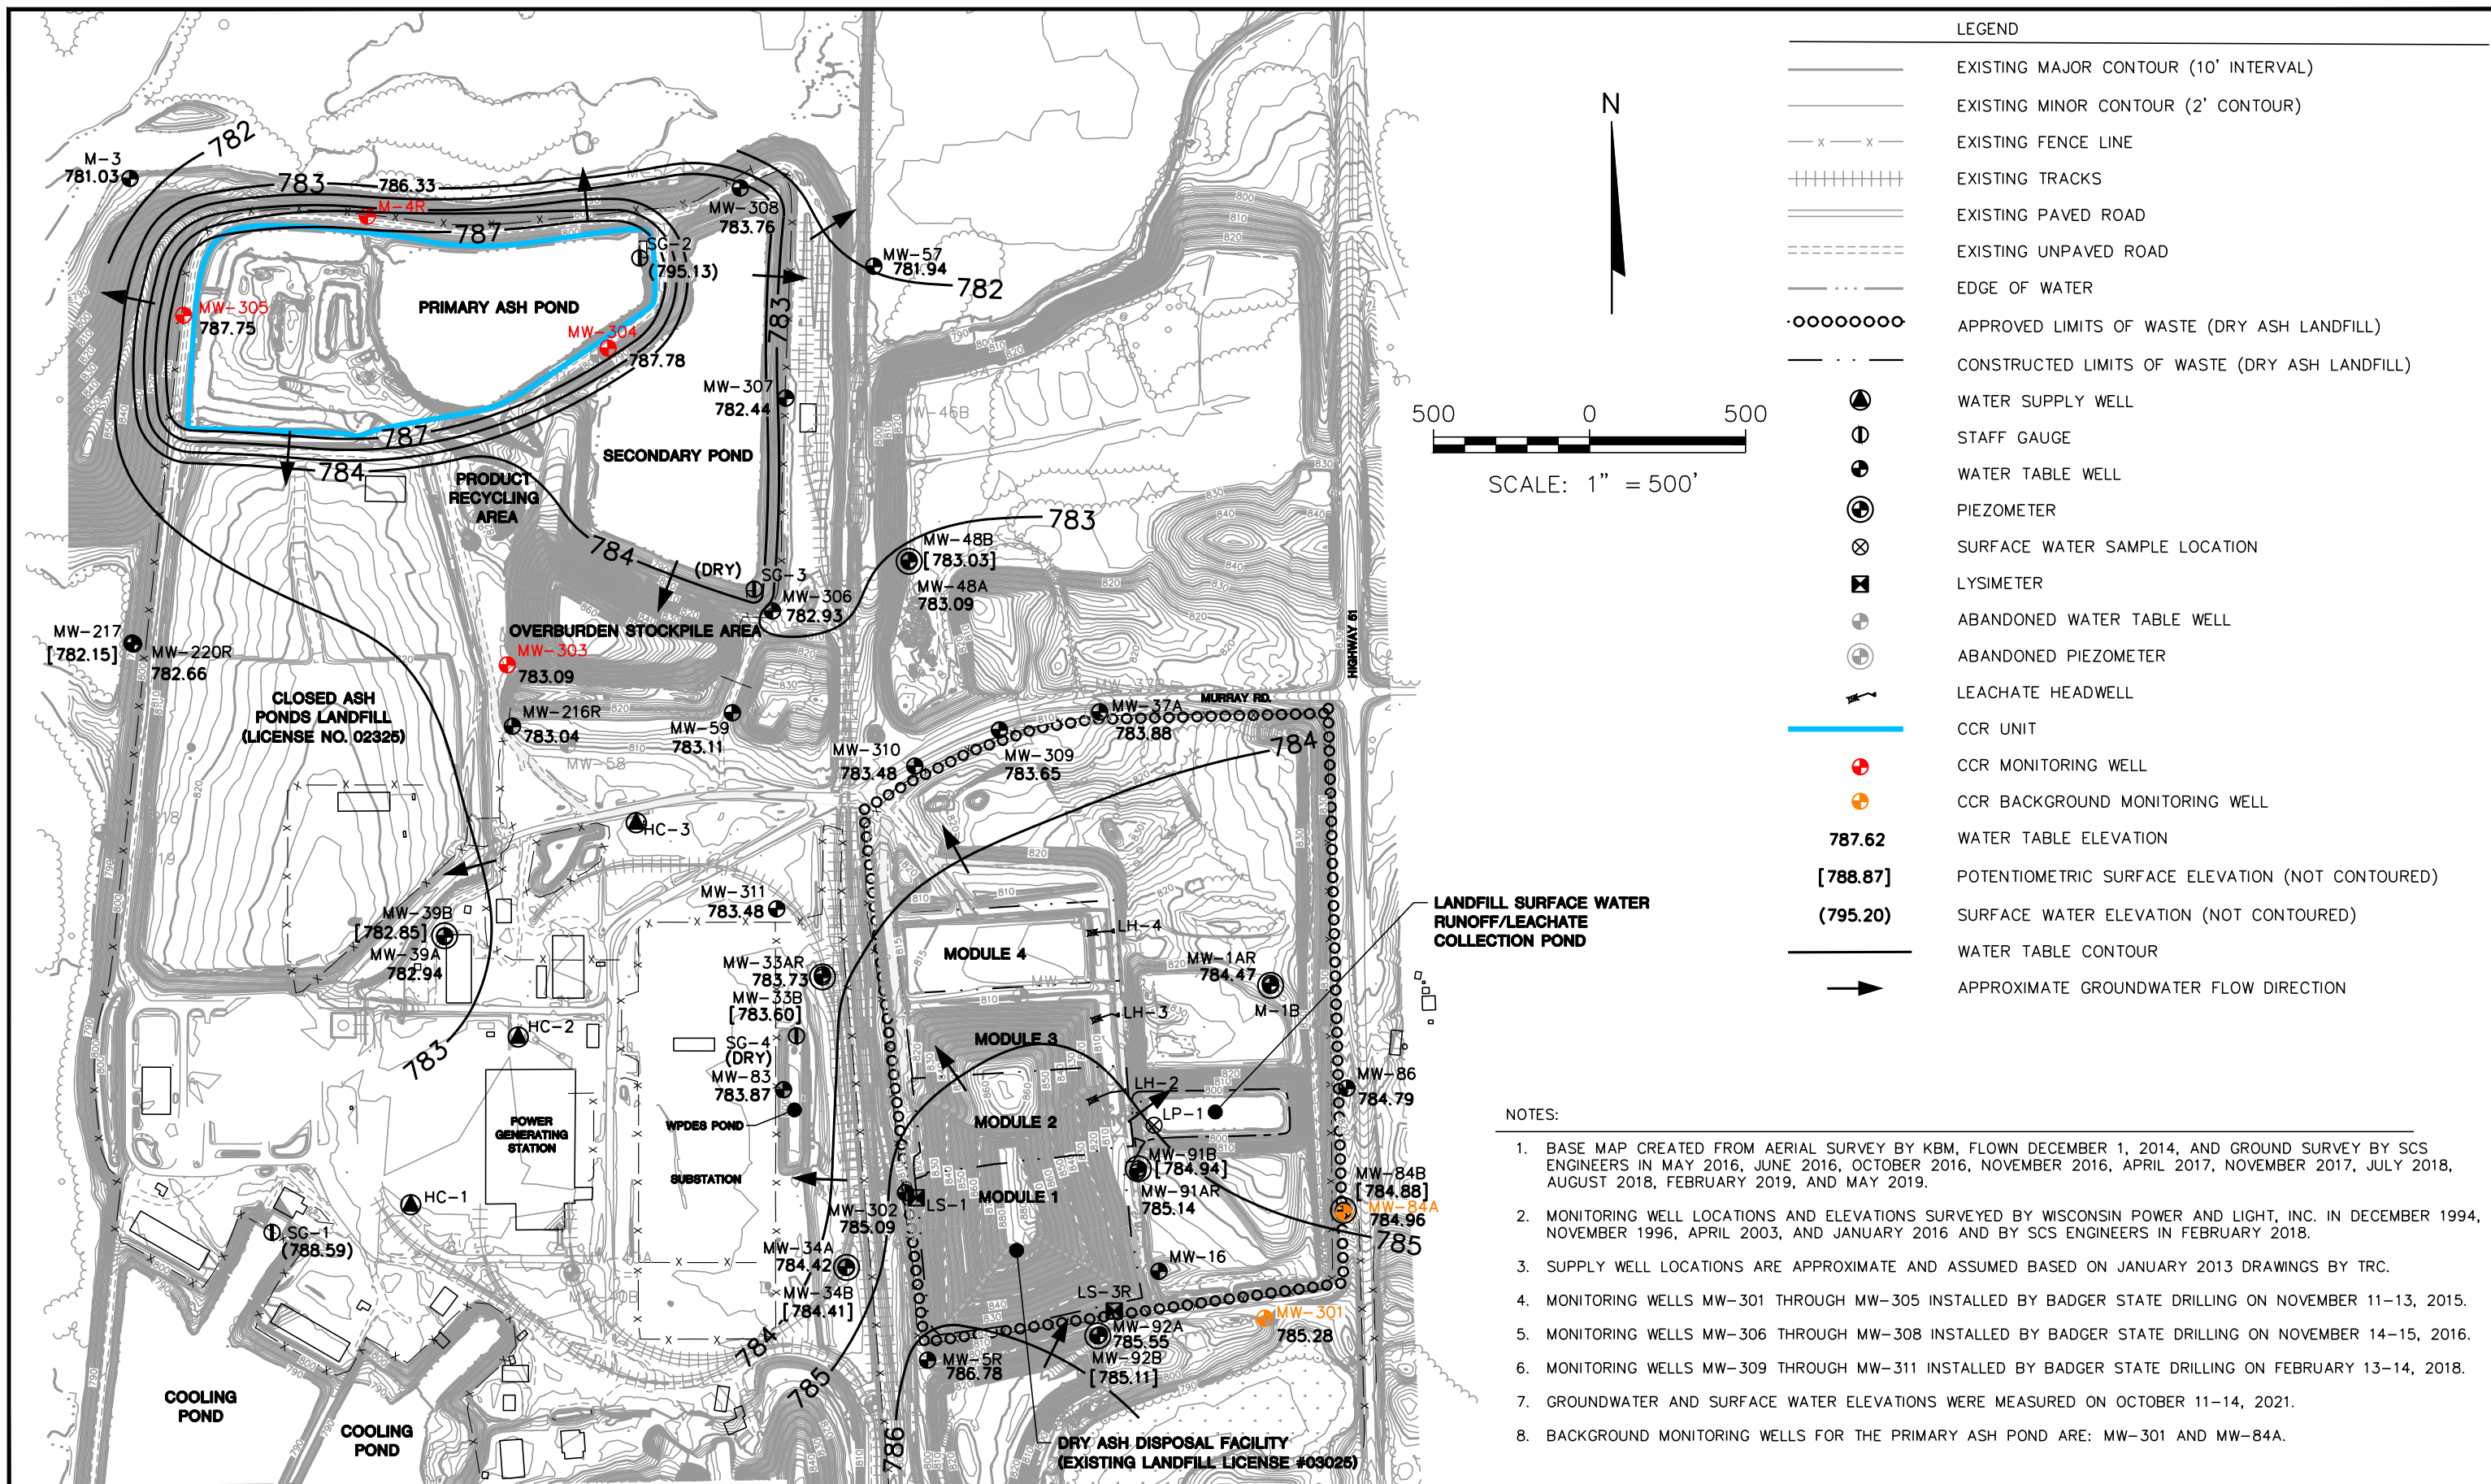 782
M-3
781.03
783
786.33
M-4R
787
MW-308
783.76
SG-2
(795.13)
MW-57
781.94
782
MW-305
787.75
PRIMARY ASH POND
MW-304
787.78
783
MW-307
782.44
MW-46B
787
784
SECONDARY POND
PRODUCT
RECYCLING
AREA
784
(DRY)
SG-3
MW-306
782.93
783
MW-48B
[783.03]
MW-48A
783.09
OVERBURDEN STOCKPILE AREA
MW-303
783.09
MW-217
[782.15]
MW-220R
782.66
CLOSED ASH
PONDS LANDFILL
(LICENSE NO. 02325)
MW-216R
783.04
MW-58
MW-59
783.11
MW-310
783.48
MW-309
783.65
MW-37A
783.88
MURRAY RD.
HIGHWAY 61
784
HC-3
MW-311
783.48
MW-39B
[782.85]
MW-39A
782.94
783
HC-2
MW-33AR
783.73
MW-33B
[783.60]
SG-4
(DRY)
MW-83
783.87
WPDES POND
SUBSTATION
POWER
GENERATING
STATION
HC-1
SG-1
(788.59)
MODULE 4
LH-4
MW-1AR
784.47
M-1B
MODULE 3
LH-3
LH-2
MODULE 2
LP-1
MW-91B
[784.94]
MW-91AR
785.14
MODULE 1
LS-1
MW-302
785.09
MW-34A
784.42
MW-34B
[784.41]
MW-40B
MW-86
784.79
MW-84B
[784.88]
MW-84A
784.96
785
MW-16
LS-3R
MW-92A
785.55
MW-92B
[785.11]
MW-301
785.28
MW-5R
786.78
784
785
786
COOLING
POND
COOLING
POND
DRY ASH DISPOSAL FACILITY
(EXISTING LANDFILL LICENSE #03025)
LANDFILL SURFACE WATER
RUNOFF/LEACHATE
COLLECTION POND
N
500 0 500
SCALE: 1" = 500'
LEGEND
EXISTING MAJOR CONTOUR (10' INTERVAL)
EXISTING MINOR CONTOUR (2' CONTOUR)
EXISTING FENCE LINE
EXISTING TRACKS
EXISTING PAVED ROAD
EXISTING UNPAVED ROAD
EDGE OF WATER
APPROVED LIMITS OF WASTE (DRY ASH LANDFILL)
CONSTRUCTED LIMITS OF WASTE (DRY ASH LANDFILL)
WATER SUPPLY WELL
STAFF GAUGE
WATER TABLE WELL
PIEZOMETER
SURFACE WATER SAMPLE LOCATION
LYSIMETER
ABANDONED WATER TABLE WELL
ABANDONED PIEZOMETER
LEACHATE HEADWELL
CCR UNIT
CCR MONITORING WELL
CCR BACKGROUND MONITORING WELL
787.62 WATER TABLE ELEVATION
[788.87] POTENTIOMETRIC SURFACE ELEVATION (NOT CONTOURED)
(795.20) SURFACE WATER ELEVATION (NOT CONTOURED)
WATER TABLE CONTOUR
APPROXIMATE GROUNDWATER FLOW DIRECTION
NOTES:
1. BASE MAP CREATED FROM AERIAL SURVEY BY KBM, FLOWN DECEMBER 1, 2014, AND GROUND SURVEY BY SCS
ENGINEERS IN MAY 2016, JUNE 2016, OCTOBER 2016, NOVEMBER 2016, APRIL 2017, NOVEMBER 2017, JULY 2018,
AUGUST 2018, FEBRUARY 2019, AND MAY 2019.
2. MONITORING WELL LOCATIONS AND ELEVATIONS SURVEYED BY WISCONSIN POWER AND LIGHT, INC. IN DECEMBER 1994,
NOVEMBER 1996, APRIL 2003, AND JANUARY 2016 AND BY SCS ENGINEERS IN FEBRUARY 2018.
3. SUPPLY WELL LOCATIONS ARE APPROXIMATE AND ASSUMED BASED ON JANUARY 2013 DRAWINGS BY TRC.
4. MONITORING WELLS MW-301 THROUGH MW-305 INSTALLED BY BADGER STATE DRILLING ON NOVEMBER 11-13, 2015.
5. MONITORING WELLS MW-306 THROUGH MW-308 INSTALLED BY BADGER STATE DRILLING ON NOVEMBER 14-15, 2016.
6. MONITORING WELLS MW-309 THROUGH MW-311 INSTALLED BY BADGER STATE DRILLING ON FEBRUARY 13-14, 2018.
7. GROUNDWATER AND SURFACE WATER ELEVATIONS WERE MEASURED ON OCTOBER 11-14, 2021.
8. BACKGROUND MONITORING WELLS FOR THE PRIMARY ASH POND ARE: MW-301 AND MW-84A.